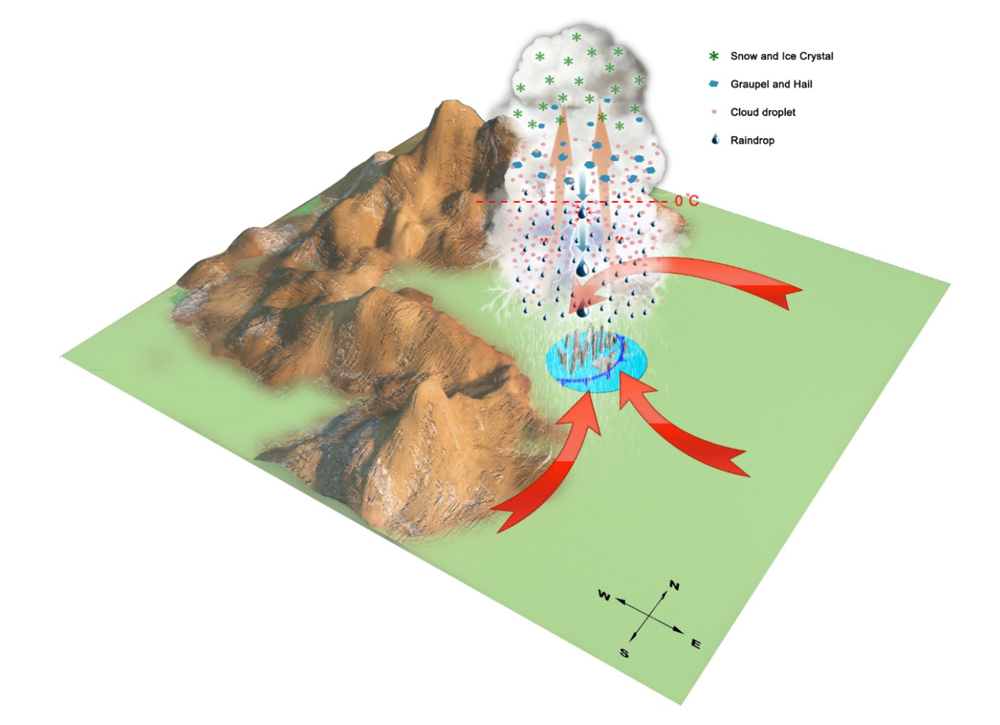 Snow and Ice Crystal
Graupel and Hail
Cloud droplet
Raindrop
0°C
N
W
E
S